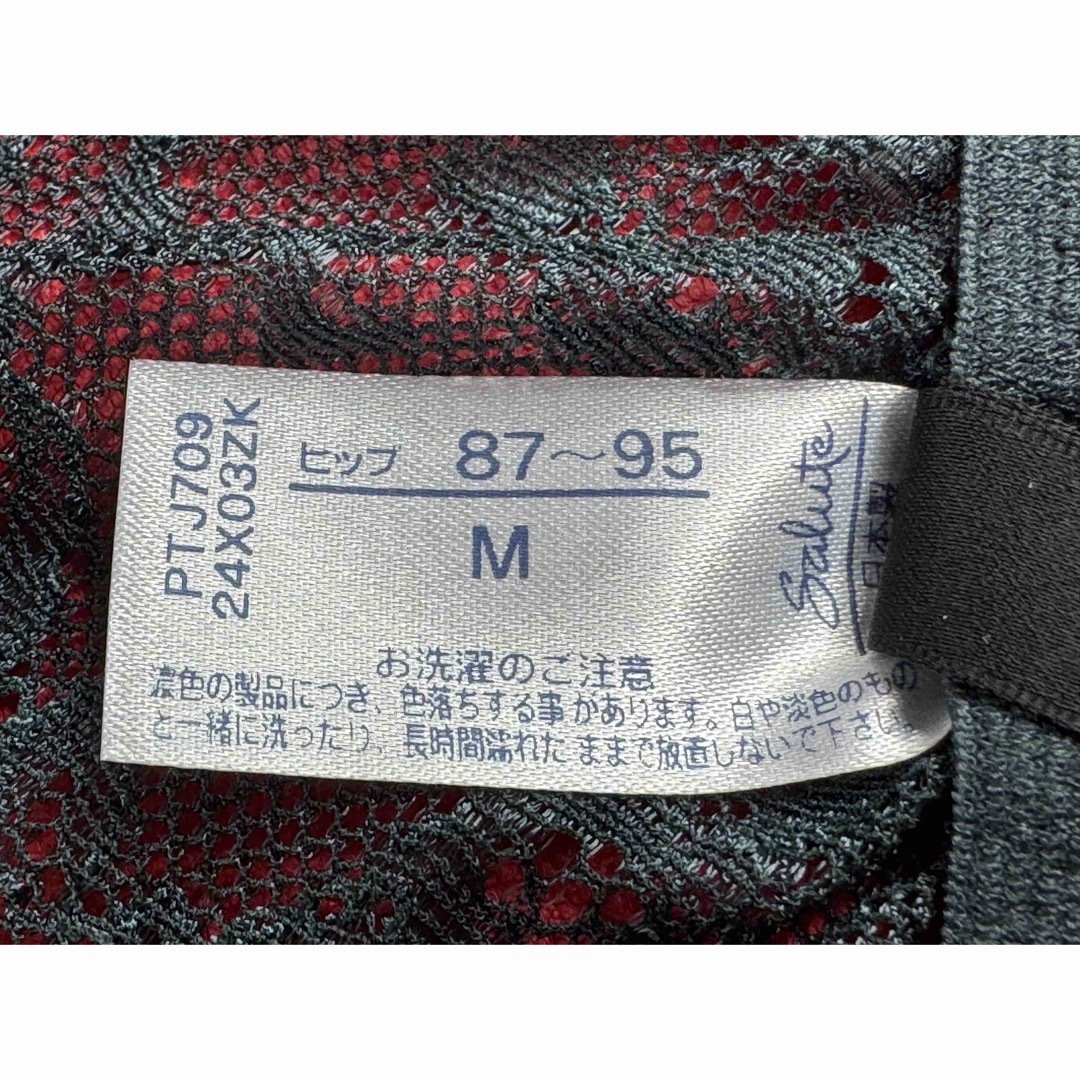 PTJ709
24X03ZK
ヒップ 87～95
M
Salute
日本製
お洗濯のご注意
濃色の製品につき、色落ちする事があります。白や淡色のもの
と一緒に洗ったり、長時間濡れたままで放置しないで下さい。